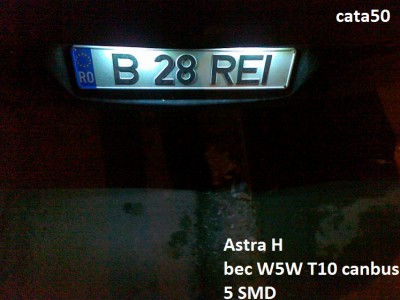 cata50
RO B 28 REI
Astra H
bec W5W T10 canbus
5 SMD